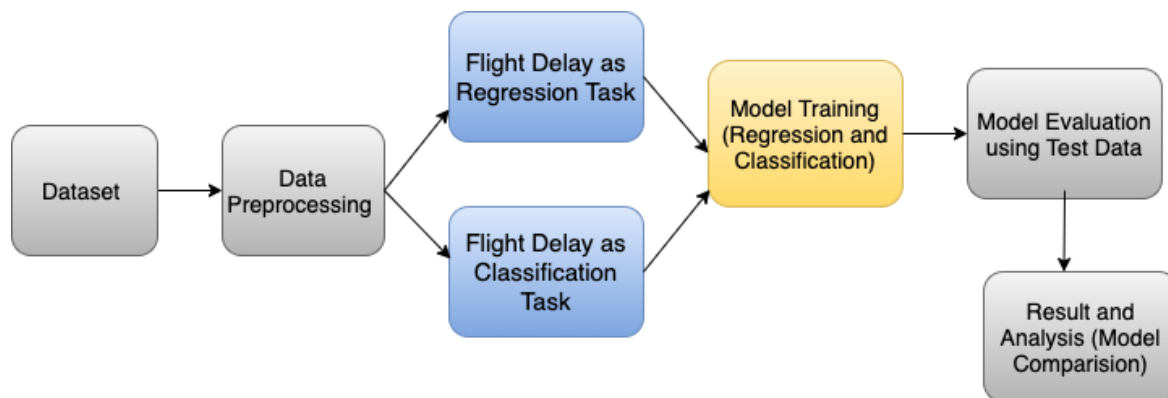 Dataset
Data
Preprocessing
Flight Delay as
Regression Task
Flight Delay as
Classification
Task
Model Training
(Regression and
Classification)
Model Evaluation
using Test Data
Result and
Analysis (Model
Comparision)